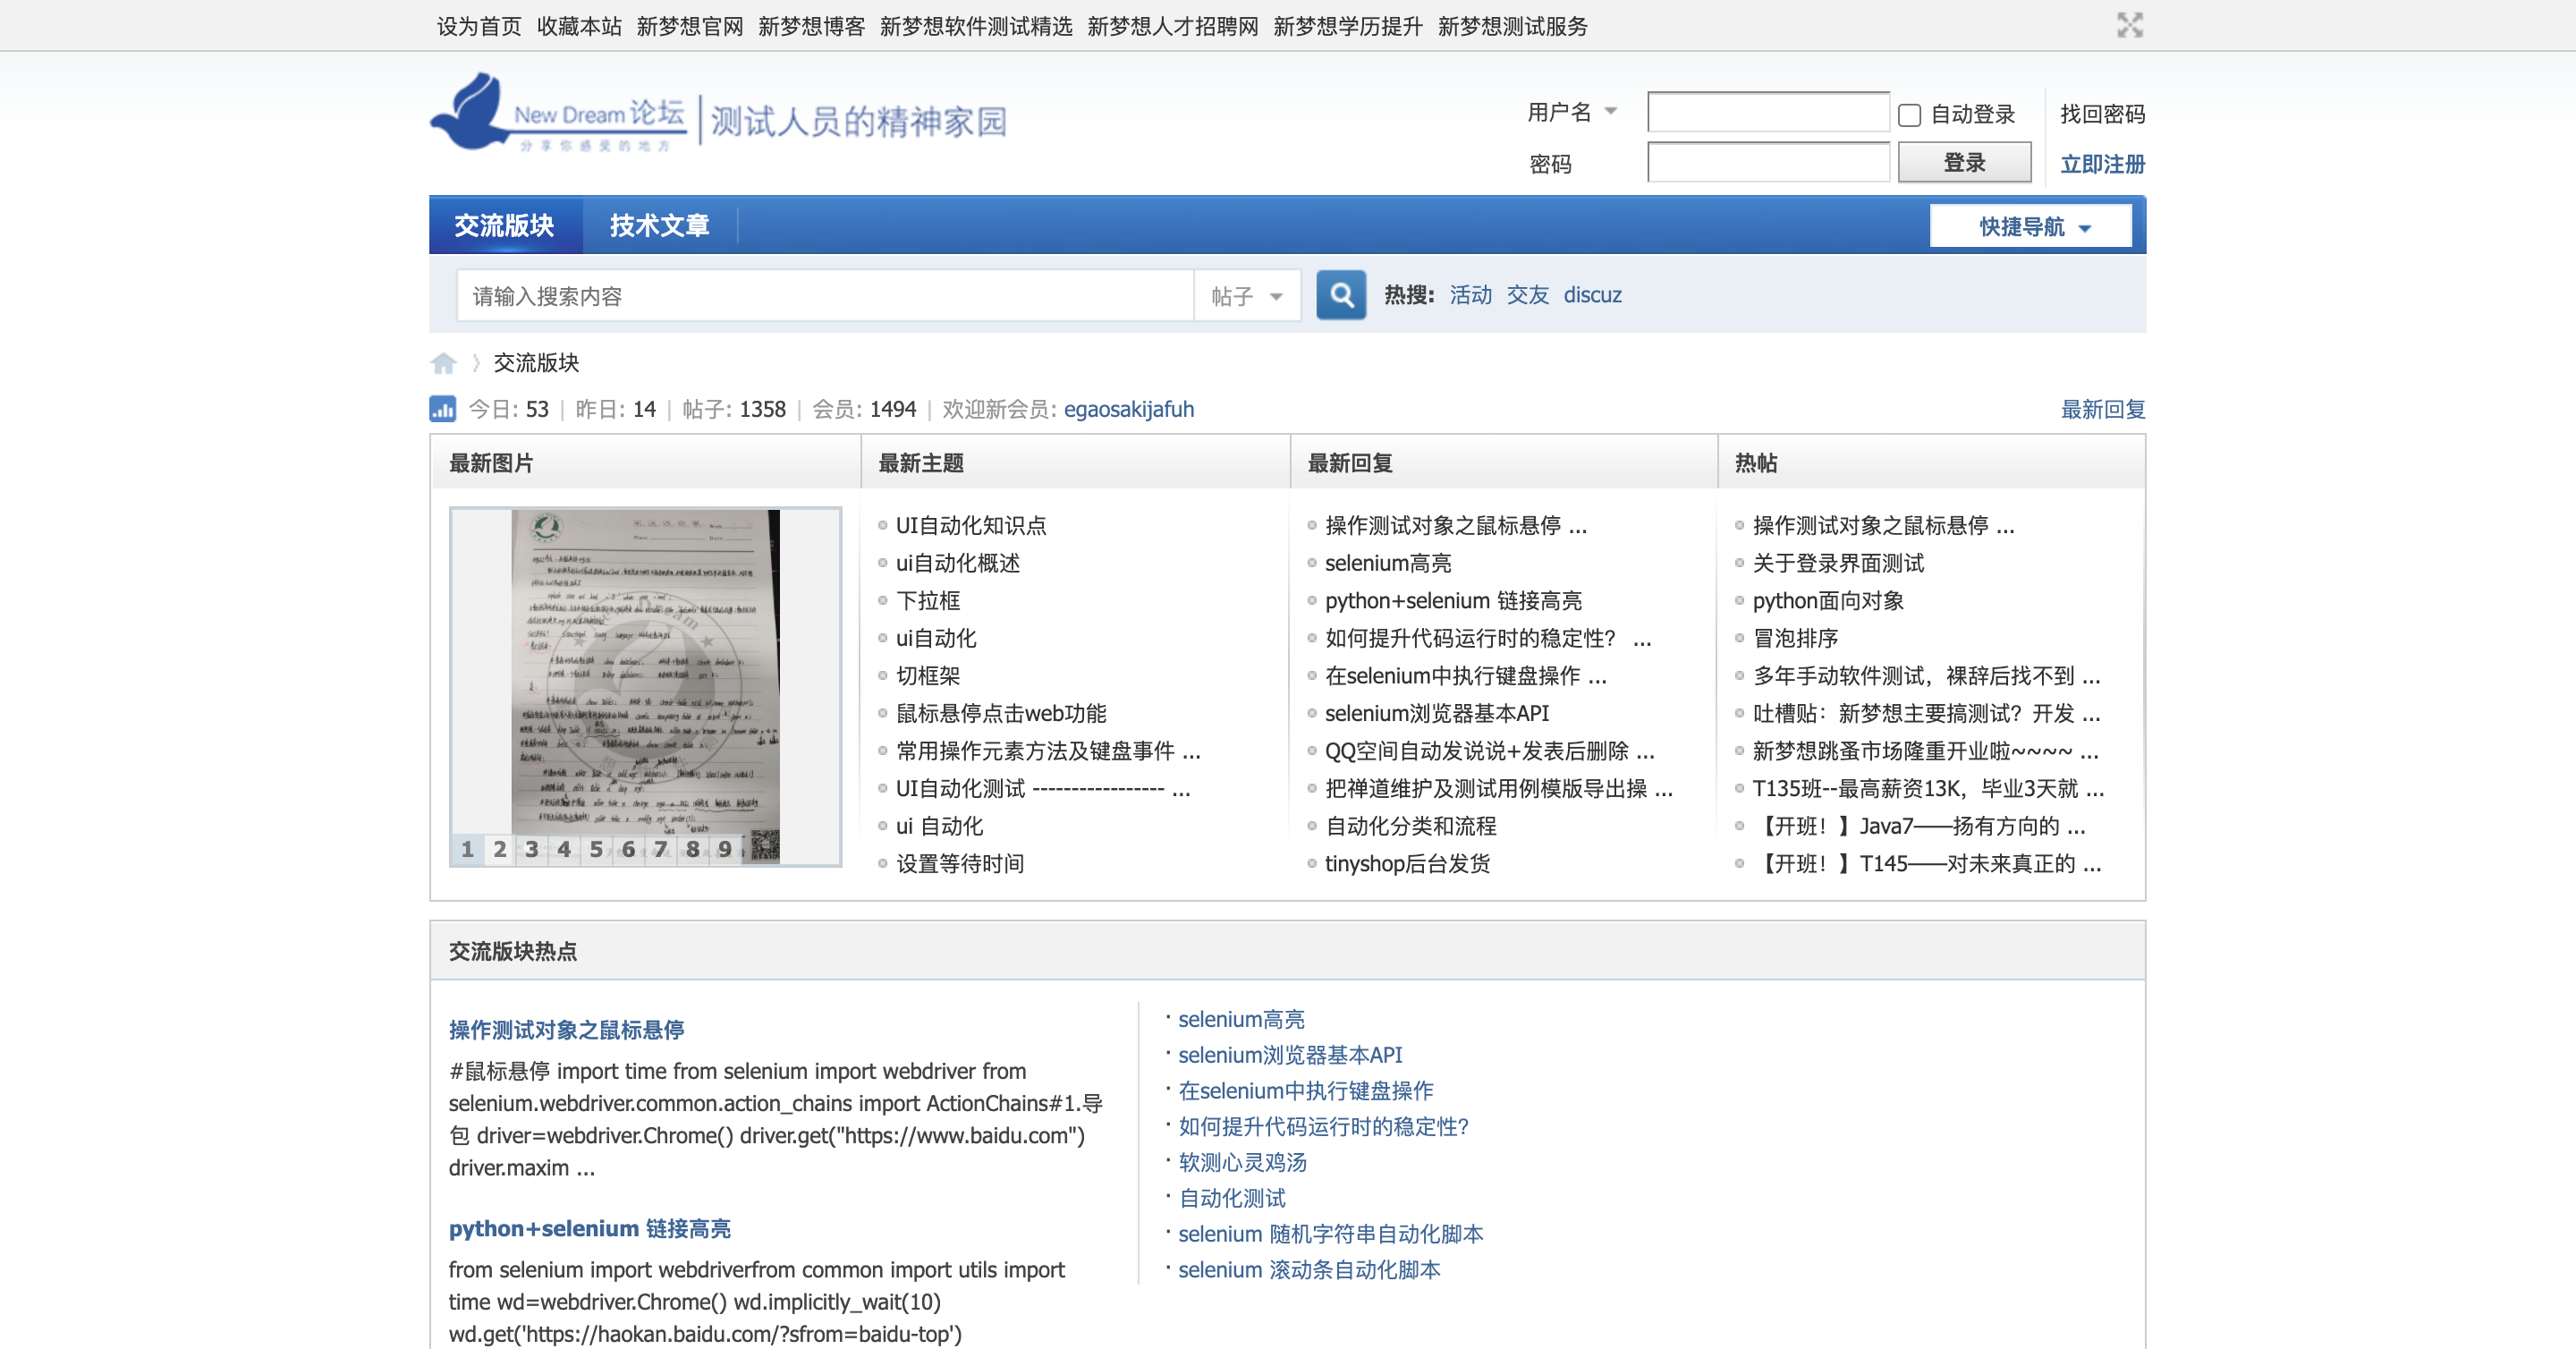 设为首页 收藏本站 新梦想官网 新梦想博客 新梦想软件测试精选 新梦想人才招聘网 新梦想学历提升 新梦想测试服务
New Dream 论坛 测试人员的精神家园
分享你感受的地方
用户名 自动登录 找回密码
密码 登录 立即注册
交流版块 技术文章 快捷导航
请输入搜索内容 帖子 热搜: 活动 交友 discuz
交流版块
今日: 53 | 昨日: 14 | 帖子: 1358 | 会员: 1494 | 欢迎新会员: egaosakijafuh 最新回复
最新图片
1 2 3 4 5 6 7 8 9
最新主题
UI自动化知识点
ui自动化概述
下拉框
ui自动化
切框架
鼠标悬停点击web功能
常用操作元素方法及键盘事件 ...
UI自动化测试 ----------------- ...
ui 自动化
设置等待时间
最新回复
操作测试对象之鼠标悬停 ...
selenium高亮
python+selenium 链接高亮
如何提升代码运行时的稳定性? ...
在selenium中执行键盘操作 ...
selenium浏览器基本API
QQ空间自动发说说+发表后删除 ...
把禅道维护及测试用例模版导出操 ...
自动化分类和流程
tinyshop后台发货
热帖
操作测试对象之鼠标悬停 ...
关于登录界面测试
python面向对象
冒泡排序
多年手动软件测试，裸辞后找不到 ...
吐槽贴：新梦想主要搞测试？开发 ...
新梦想跳蚤市场隆重开业啦~~~~ ...
T135班--最高薪资13K，毕业3天就 ...
【开班！】Java7——扬有方向的 ...
【开班！】T145——对未来真正的 ...
交流版块热点
操作测试对象之鼠标悬停
#鼠标悬停 import time from selenium import webdriver from
selenium.webdriver.common.action_chains import ActionChains#1.导
包 driver=webdriver.Chrome() driver.get("https://www.baidu.com")
driver.maxim ...
python+selenium 链接高亮
from selenium import webdriverfrom common import utils import
time wd=webdriver.Chrome() wd.implicitly_wait(10)
wd.get('https://haokan.baidu.com/?sfrom=baidu-top')
selenium高亮
selenium浏览器基本API
在selenium中执行键盘操作
如何提升代码运行时的稳定性?
软测心灵鸡汤
自动化测试
selenium 随机字符串自动化脚本
selenium 滚动条自动化脚本